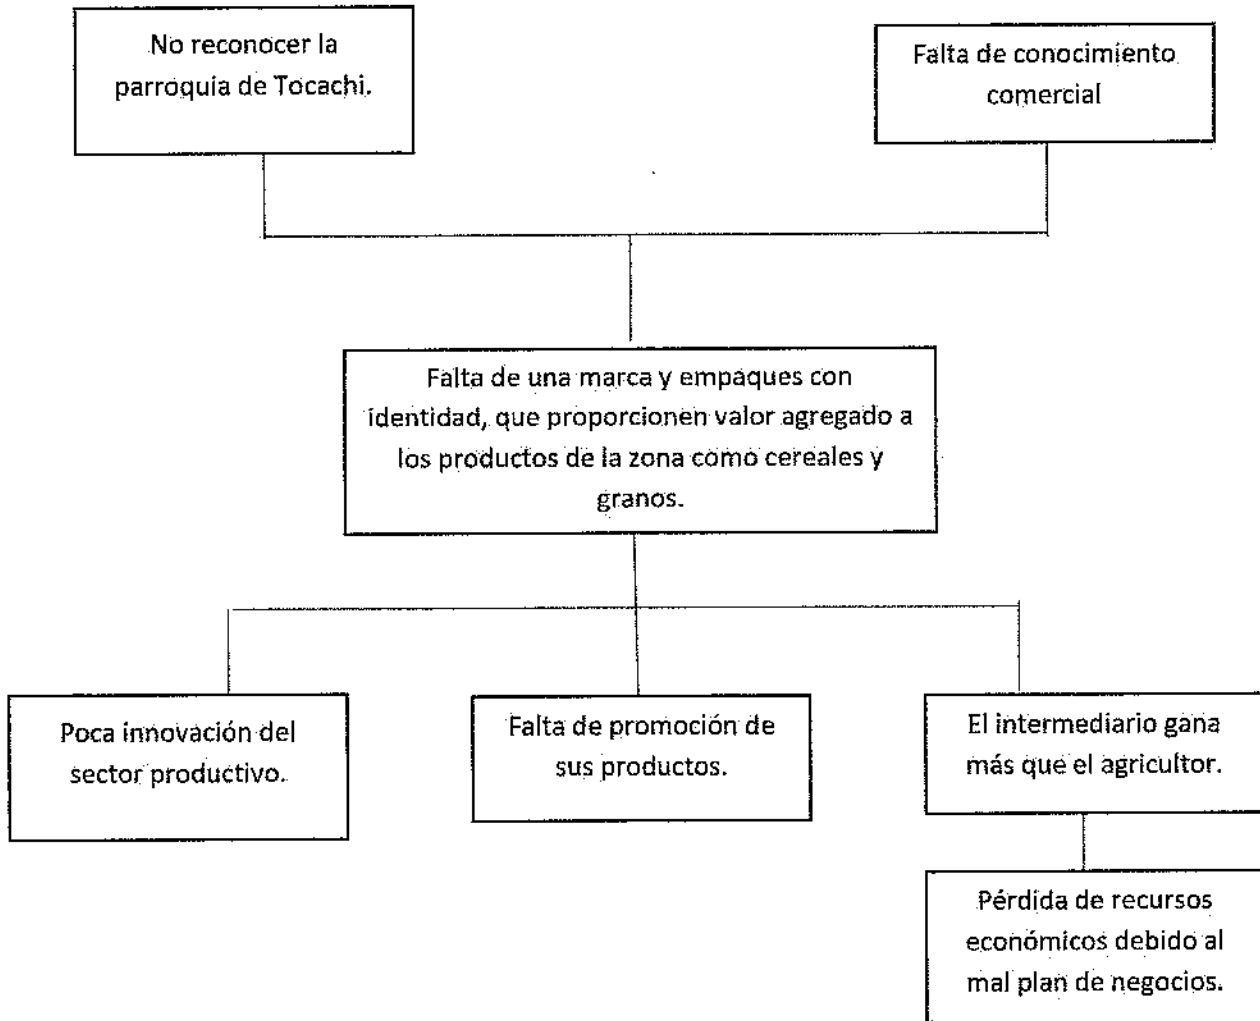 No reconocer la
parroquia de Tocachi.
Falta de conocimiento
comercial
Falta de una marca y empaques con
identidad, que proporcionen valor agregado a
los productos de la zona como cereales y
granos.
Poca innovación del
sector productivo.
Falta de promoción de
sus productos.
El intermediario gana
más que el agricultor.
Pérdida de recursos
económicos debido al
mal plan de negocios.